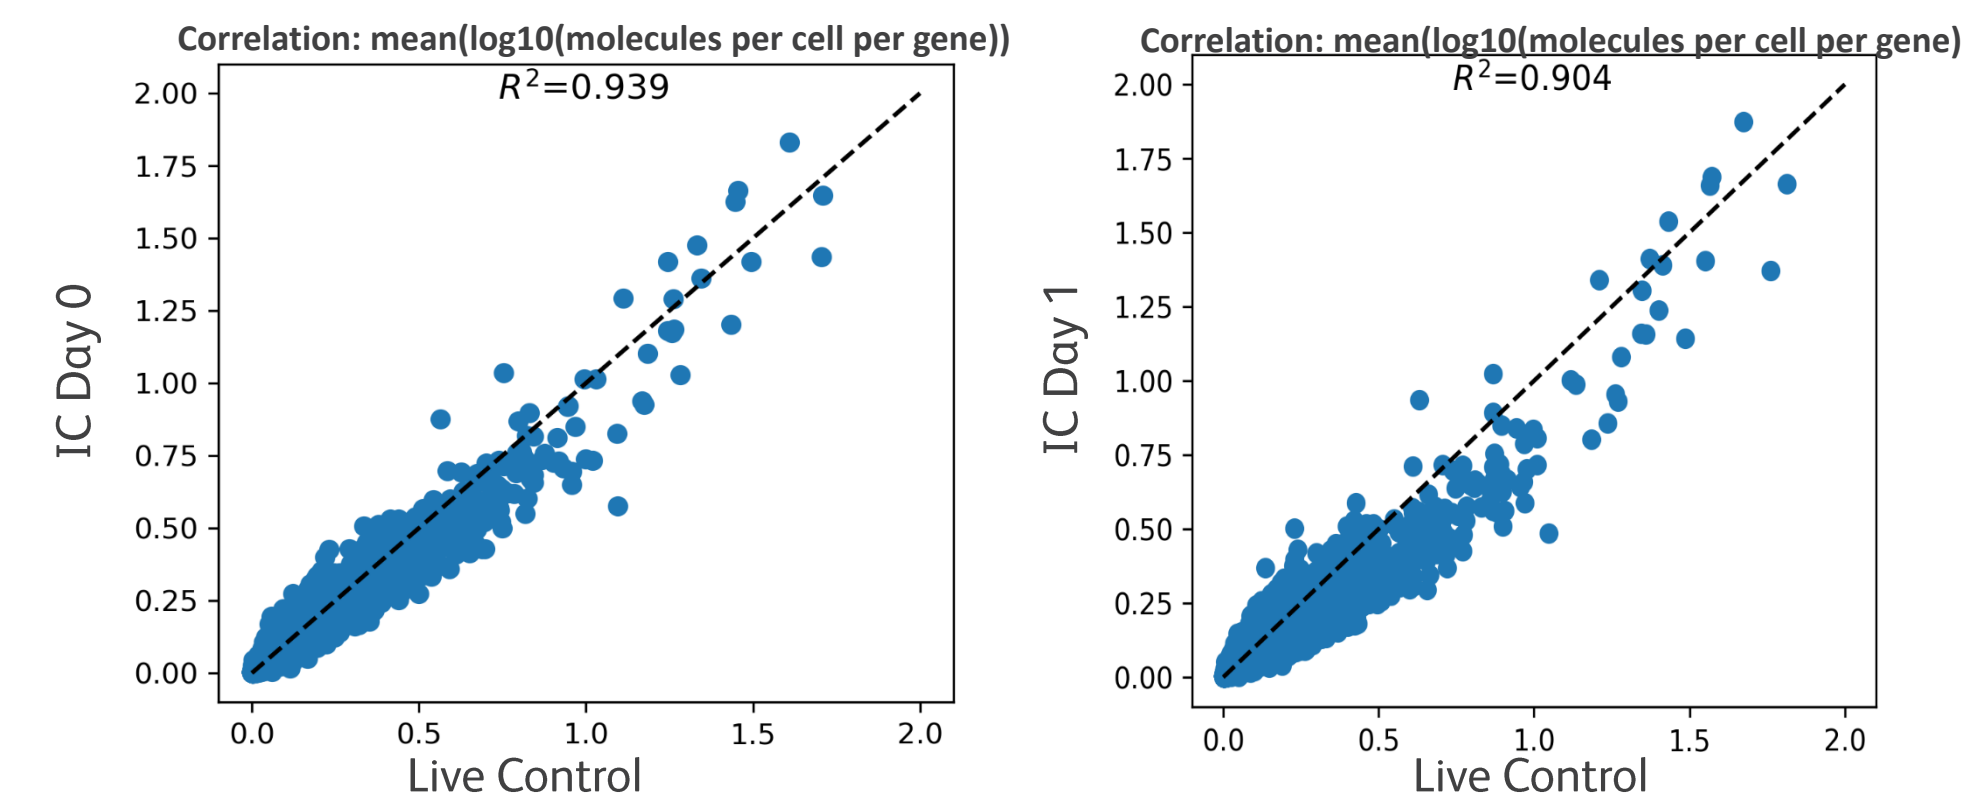 Correlation: mean(log10(molecules per cell per gene))
R²=0.939
2.00
1.75
1.50
1.25
1.00
0.75
0.50
0.25
0.00
IC Day 0
0.0 0.5 1.0 1.5 2.0
Live Control
Correlation: mean(log10(molecules per cell per gene)
R²=0.904
2.00
1.75
1.50
1.25
1.00
0.75
0.50
0.25
0.00
IC Day 1
0.0 0.5 1.0 1.5 2.0
Live Control